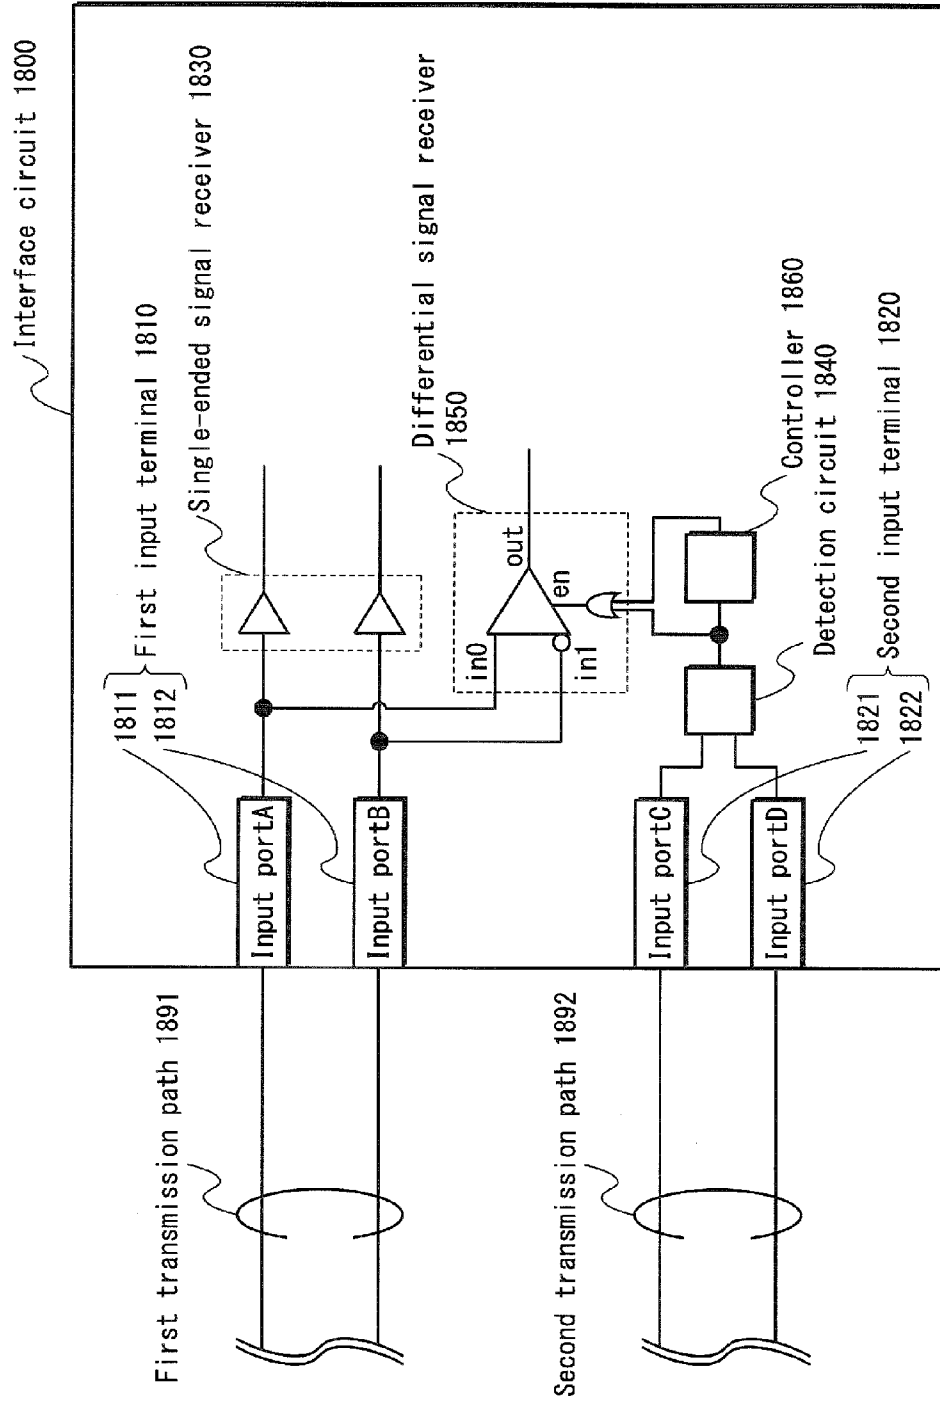 Interface circuit 1800
First input terminal 1810
1811
1812
Single-ended signal receiver 1830
First transmission path 1891
Input portA
Input portB
Differential signal receiver
1850
in0
in1
out
en
Second transmission path 1892
Input portC
Input portD
Controller 1860
Detection circuit 1840
Second input terminal 1820
1821
1822